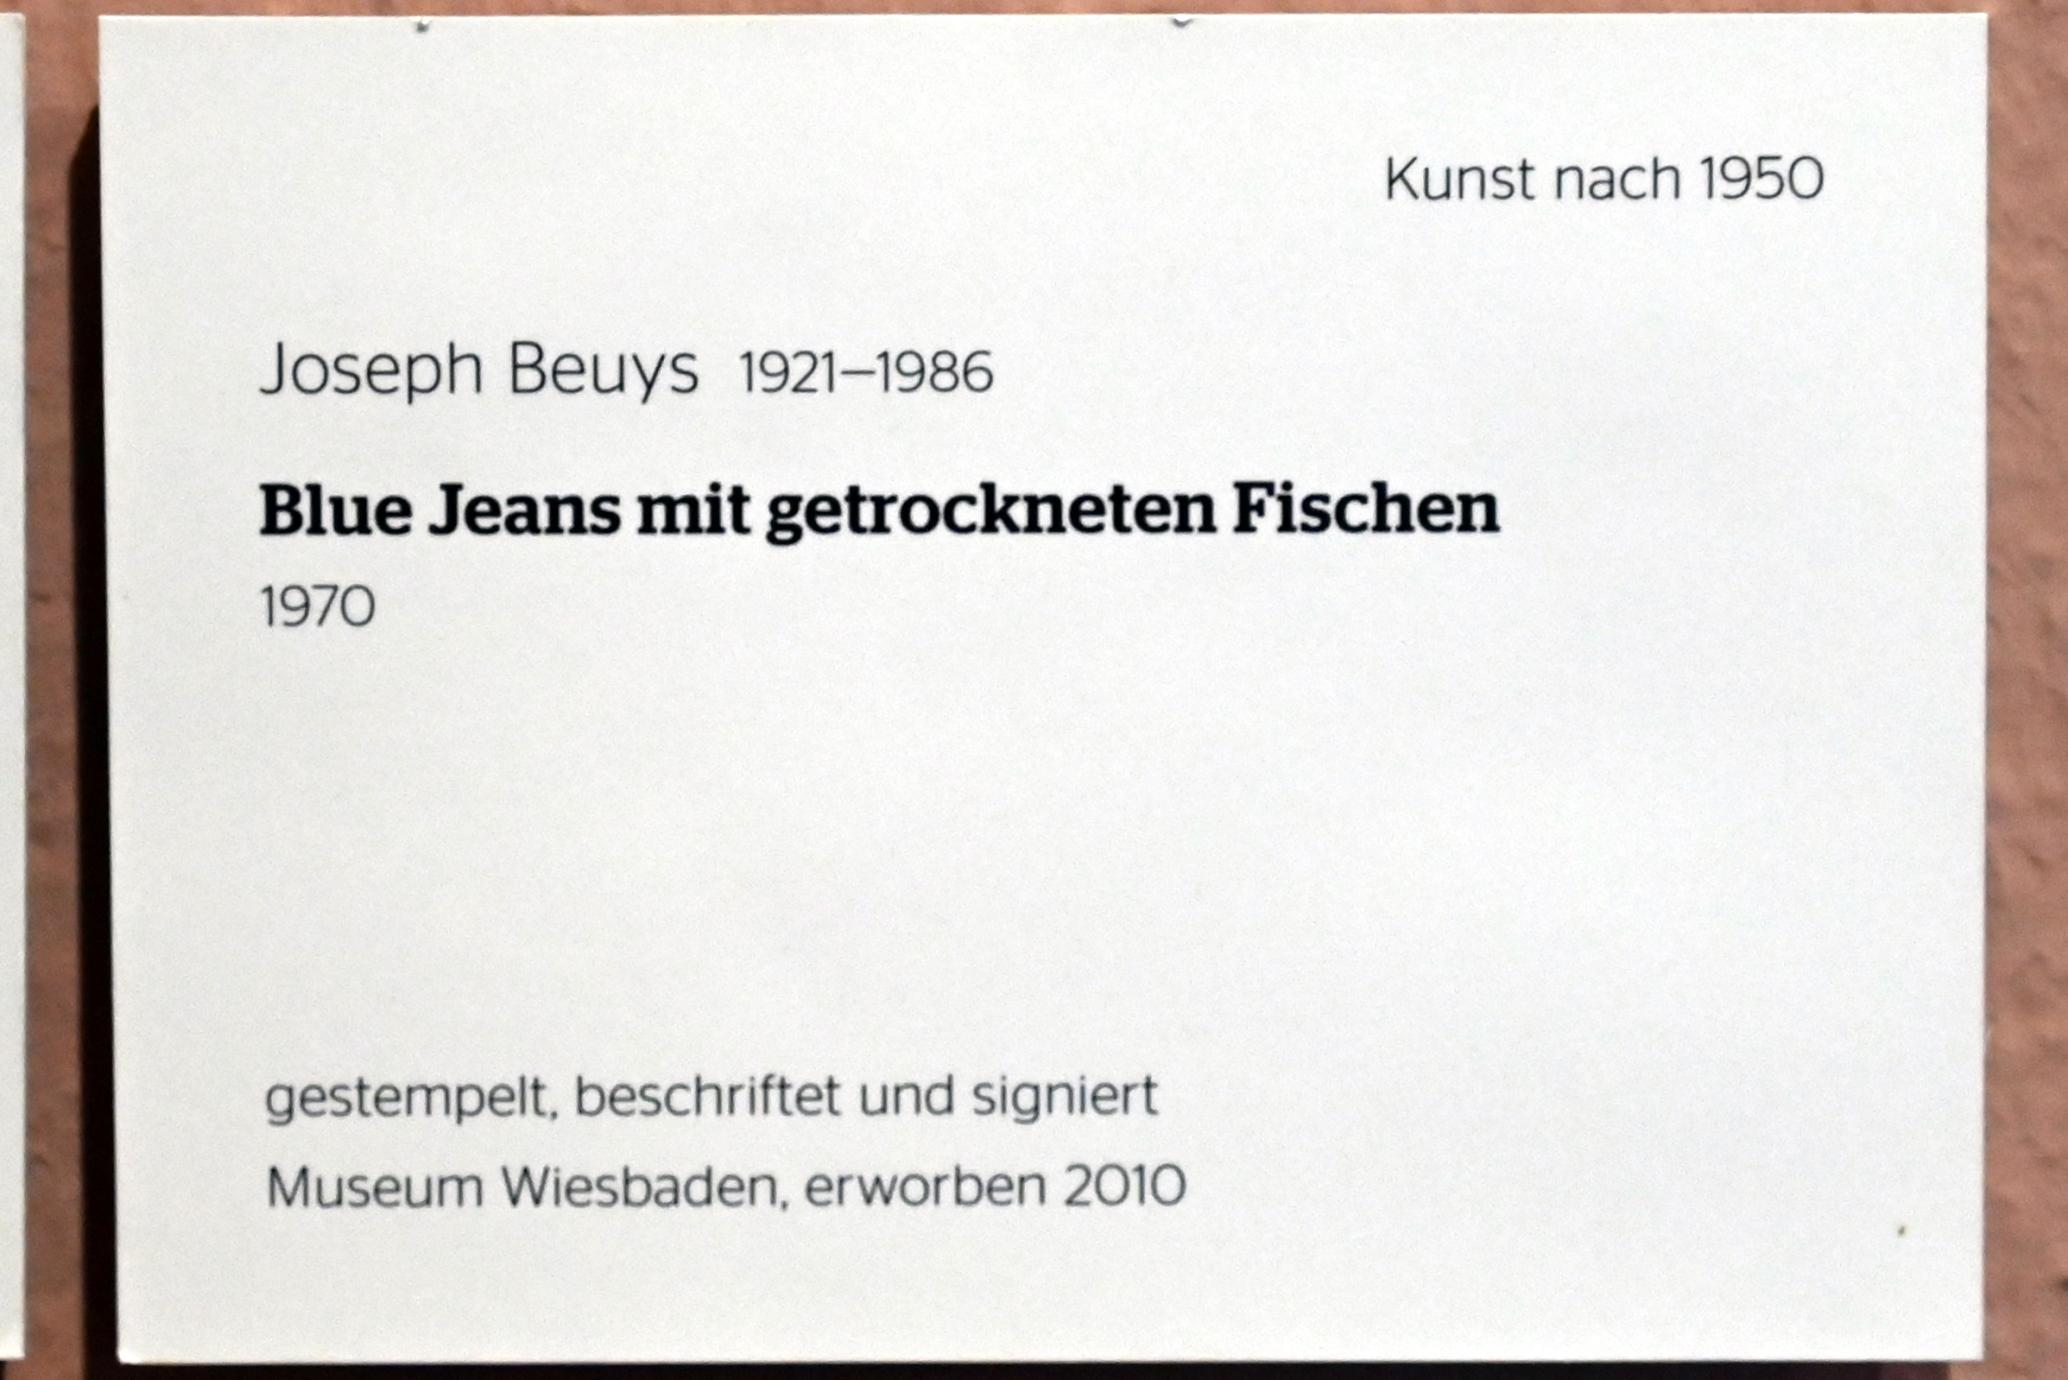 Kunst nach 1950
Joseph Beuys 1921–1986
Blue Jeans mit getrockneten Fischen
1970
gestempelt, beschriftet und signiert
Museum Wiesbaden, erworben 2010